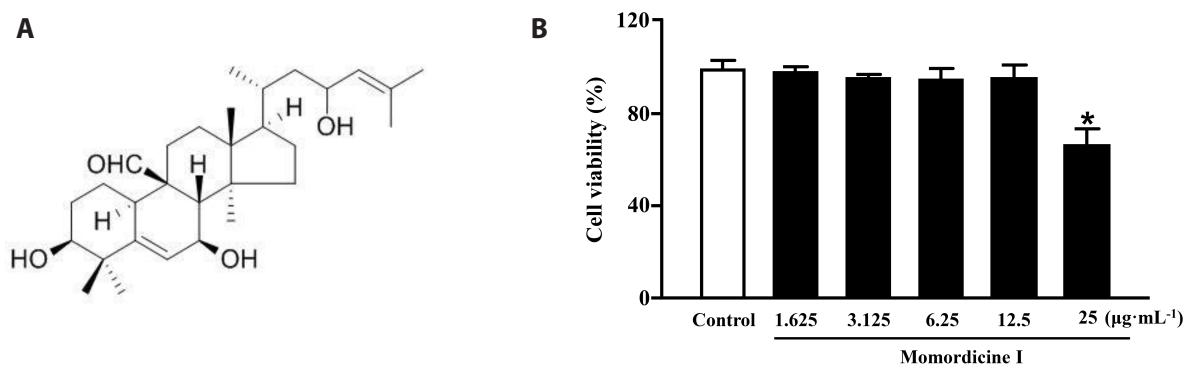 A
OHC
H
H
H
OH
HO
OH
B
Cell viability (%)
120
80
40
0
*
Control 1.625 3.125 6.25 12.5 25 (μg·mL⁻¹)
Momordicine I